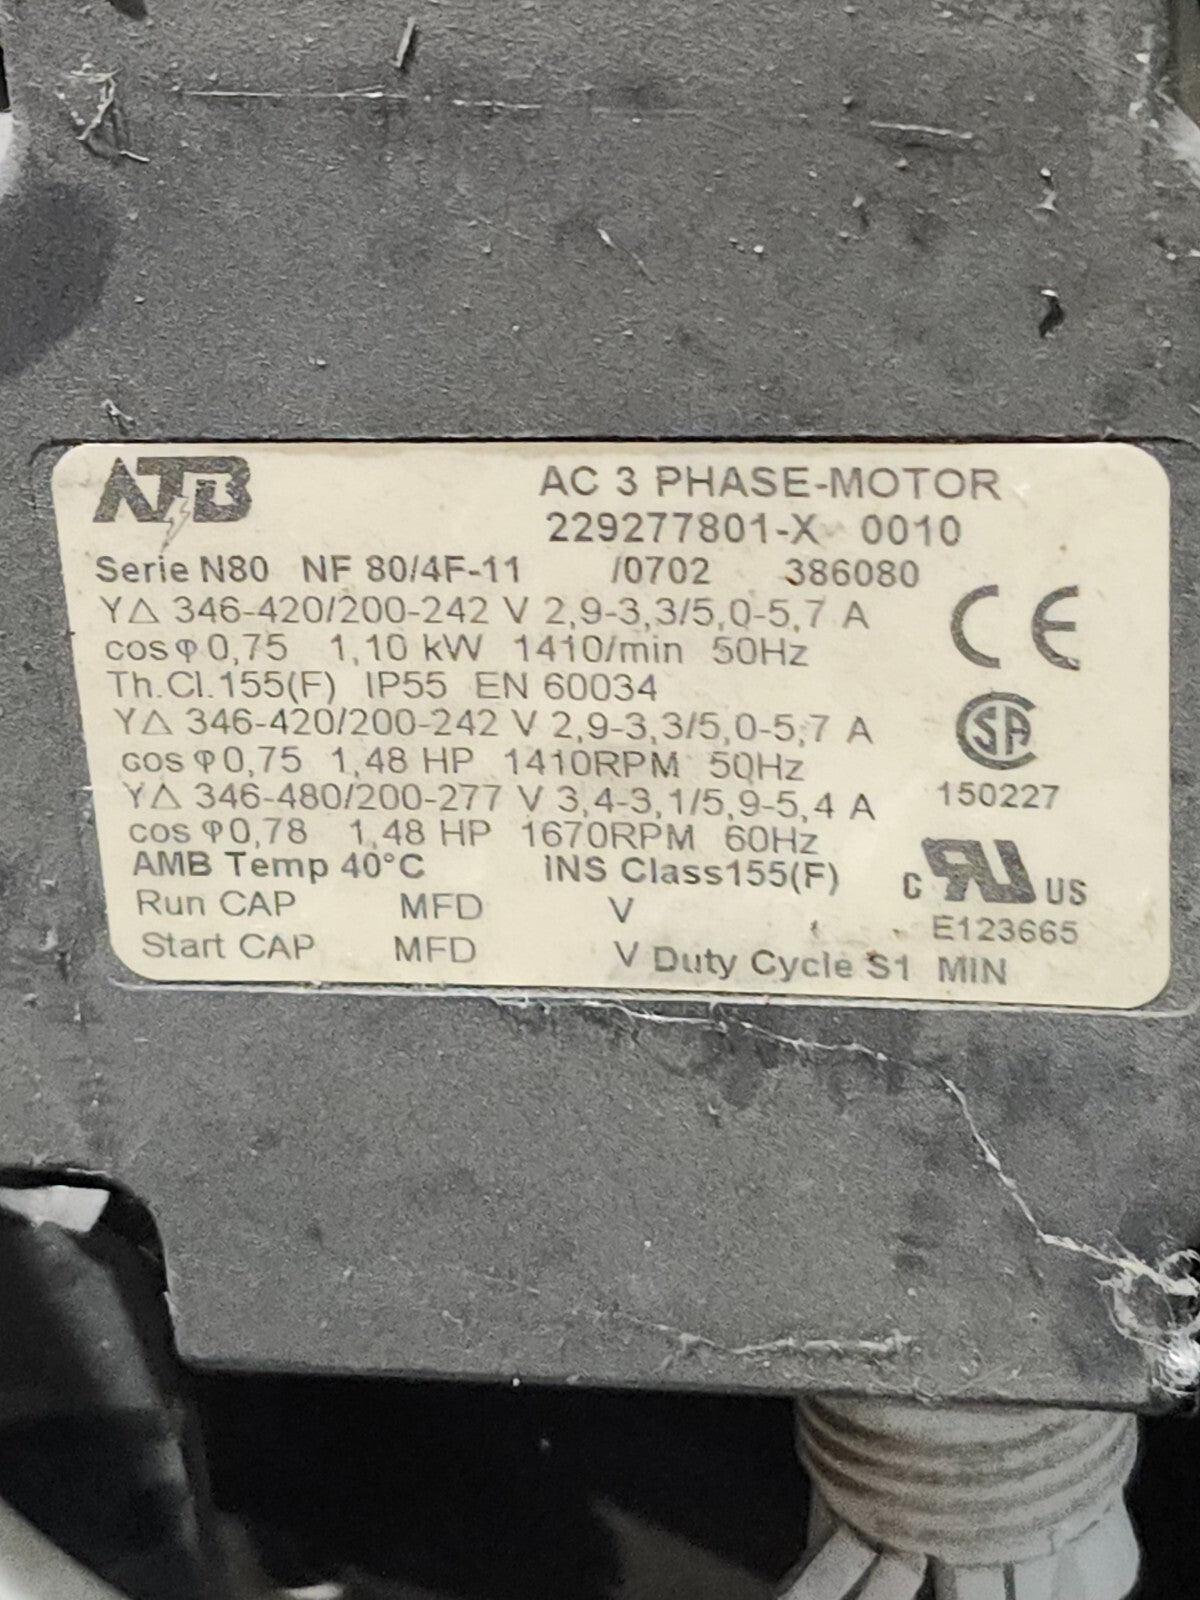 ATB
AC 3 PHASE-MOTOR
229277801-X 0010
Serie N80 NF 80/4F-11 /0702 386080
Y△ 346-420/200-242 V 2,9-3,3/5,0-5,7 A
cos φ 0,75 1,10 kW 1410/min 50Hz
Th.Cl.155(F) IP55 EN 60034
Y△ 346-420/200-242 V 2,9-3,3/5,0-5,7 A
cos φ 0,75 1,48 HP 1410RPM 50Hz
Y△ 346-480/200-277 V 3,4-3,1/5,9-5,4 A
cos φ 0,78 1,48 HP 1670RPM 60Hz
AMB Temp 40°C INS Class155(F)
Run CAP MFD V
Start CAP MFD V Duty Cycle S1 MIN
CE
SA
150227
C RU US
E123665